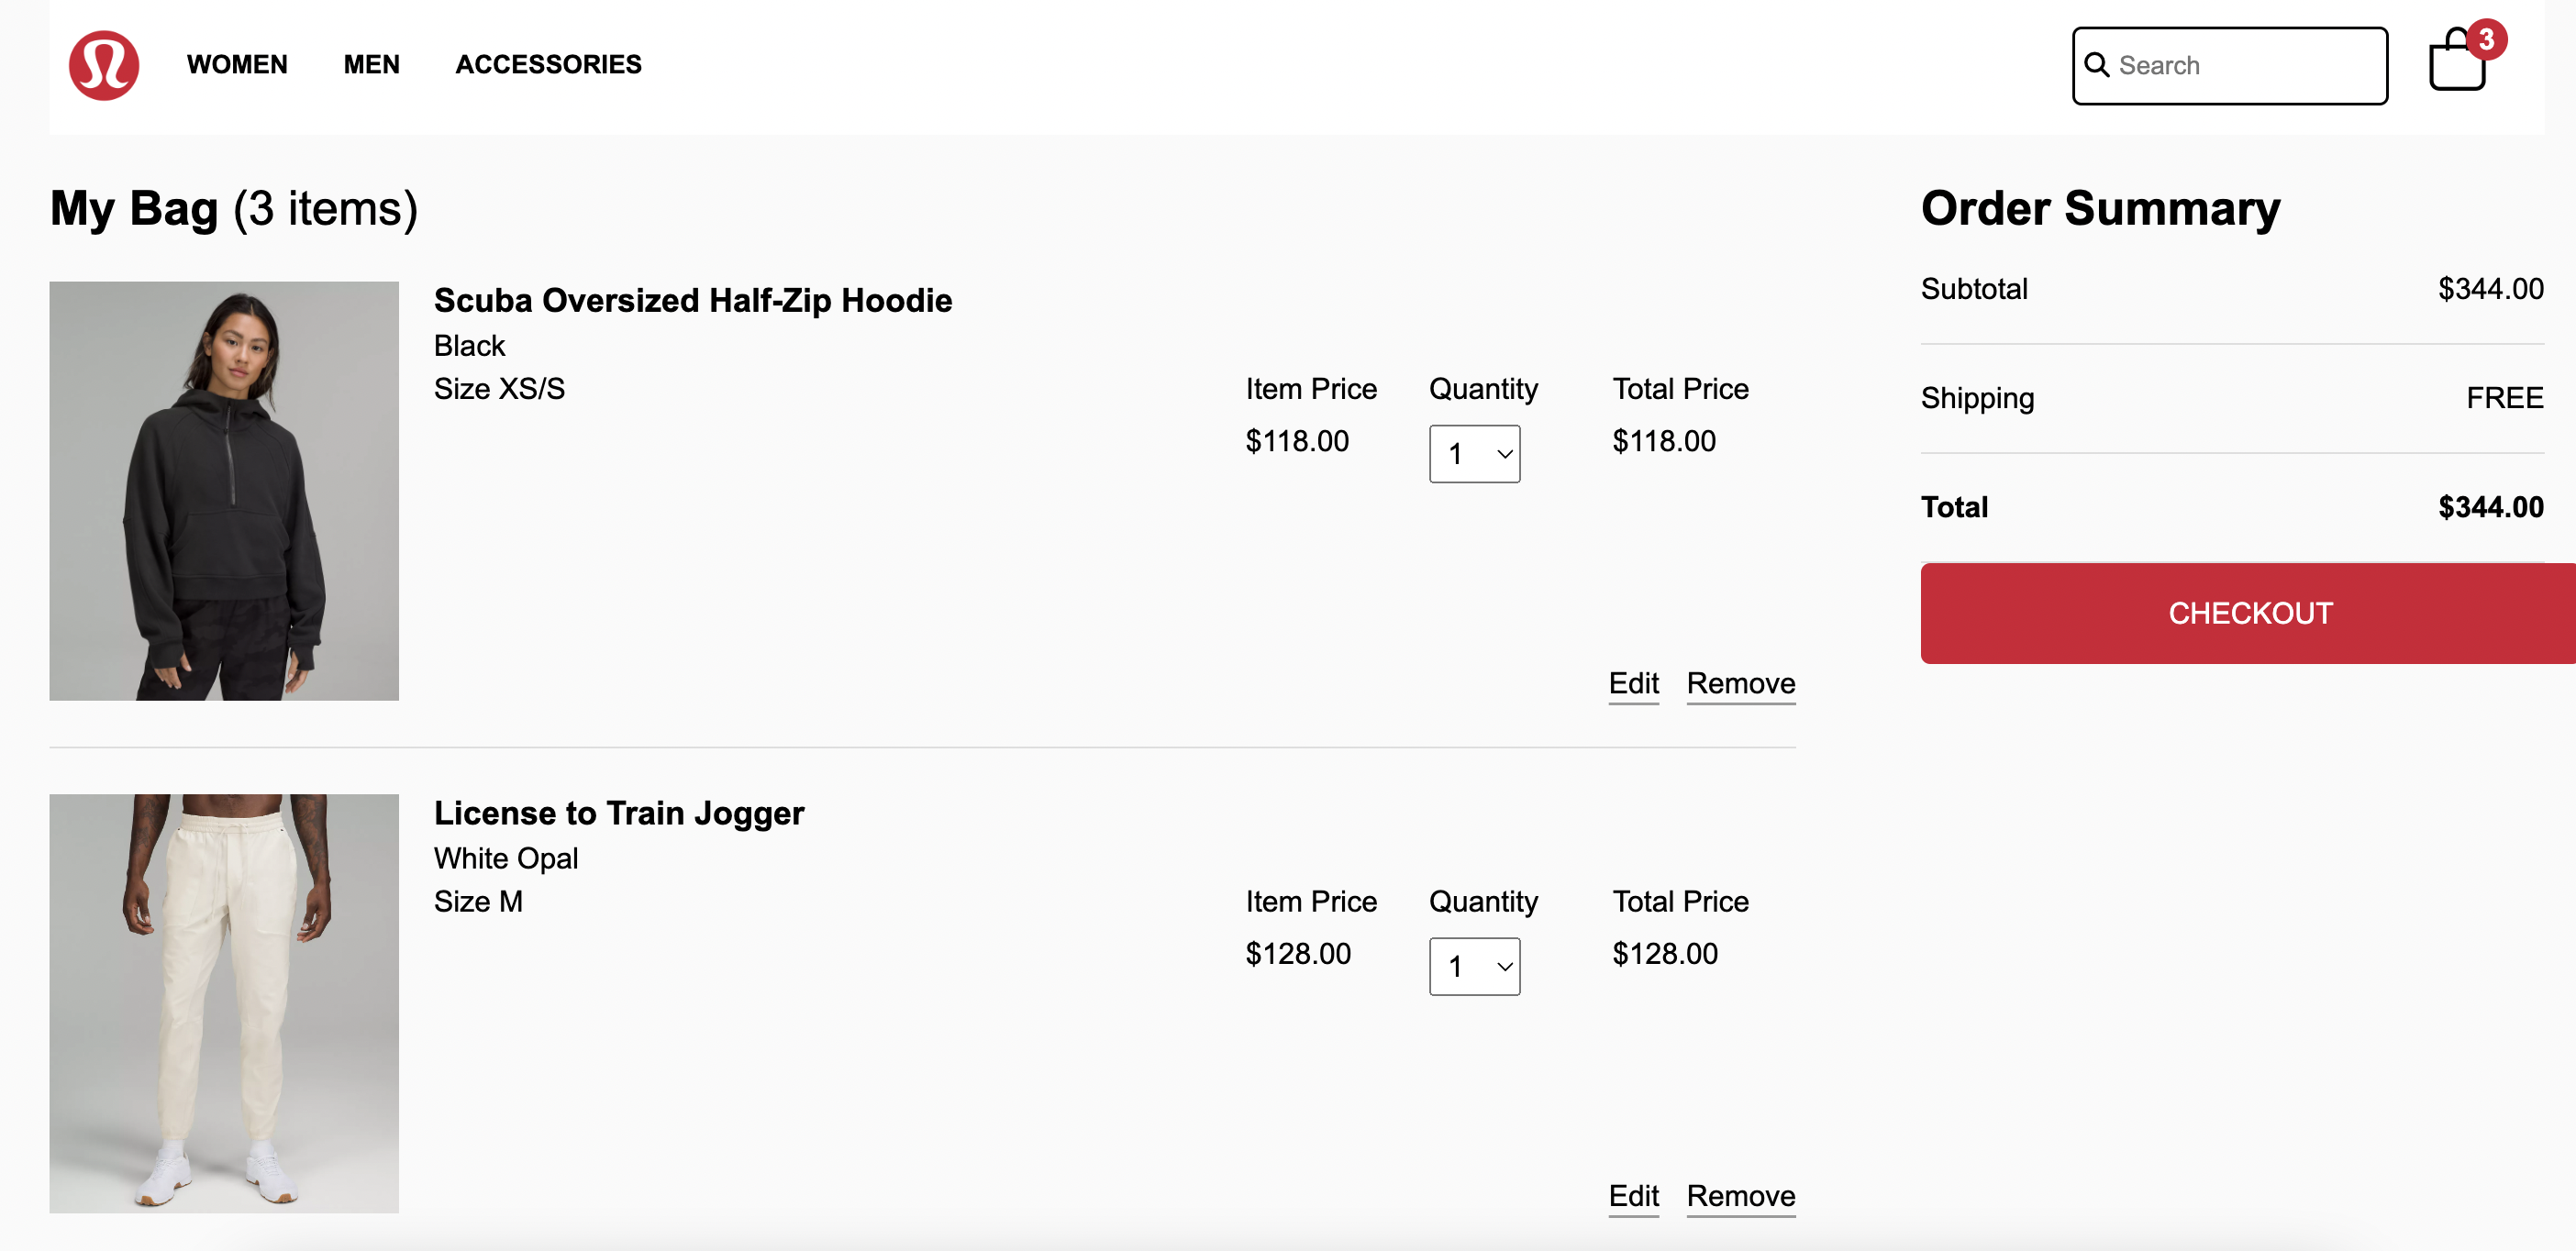 WOMEN MEN ACCESSORIES Search 3
My Bag (3 items)
Scuba Oversized Half-Zip Hoodie
Black
Size XS/S
Item Price Quantity Total Price
$118.00 1 $118.00
Edit Remove
License to Train Jogger
White Opal
Size M
Item Price Quantity Total Price
$128.00 1 $128.00
Edit Remove
Order Summary
Subtotal $344.00
Shipping FREE
Total $344.00
CHECKOUT